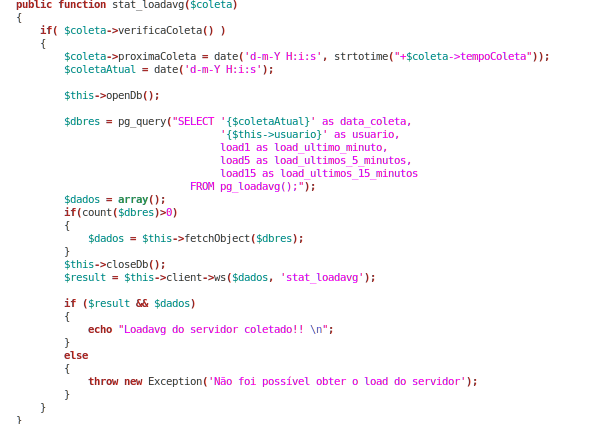 public function stat_loadavg($coleta)
{
    if( $coleta->verificaColeta() )
    {
        $coleta->proximaColeta = date('d-m-Y H:i:s', strtotime("+$coleta->tempoColeta"));
        $coletaAtual = date('d-m-Y H:i:s');

        $this->openDb();

        $dbres = pg_query("SELECT '{$coletaAtual}' as data_coleta,
                                  '{$this->usuario}' as usuario,
                                  load1 as load_ultimo_minuto,
                                  load5 as load_ultimos_5_minutos,
                                  load15 as load_ultimos_15_minutos
                             FROM pg_loadavg();");
        $dados = array();
        if(count($dbres)>0)
        {
            $dados = $this->fetchObject($dbres);
        }
        $this->closeDb();
        $result = $this->client->ws($dados, 'stat_loadavg');

        if ($result && $dados)
        {
            echo "Loadavg do servidor coletado!! \n";
        }
        else
        {
            throw new Exception('Não foi possível obter o load do servidor');
        }
    }
}